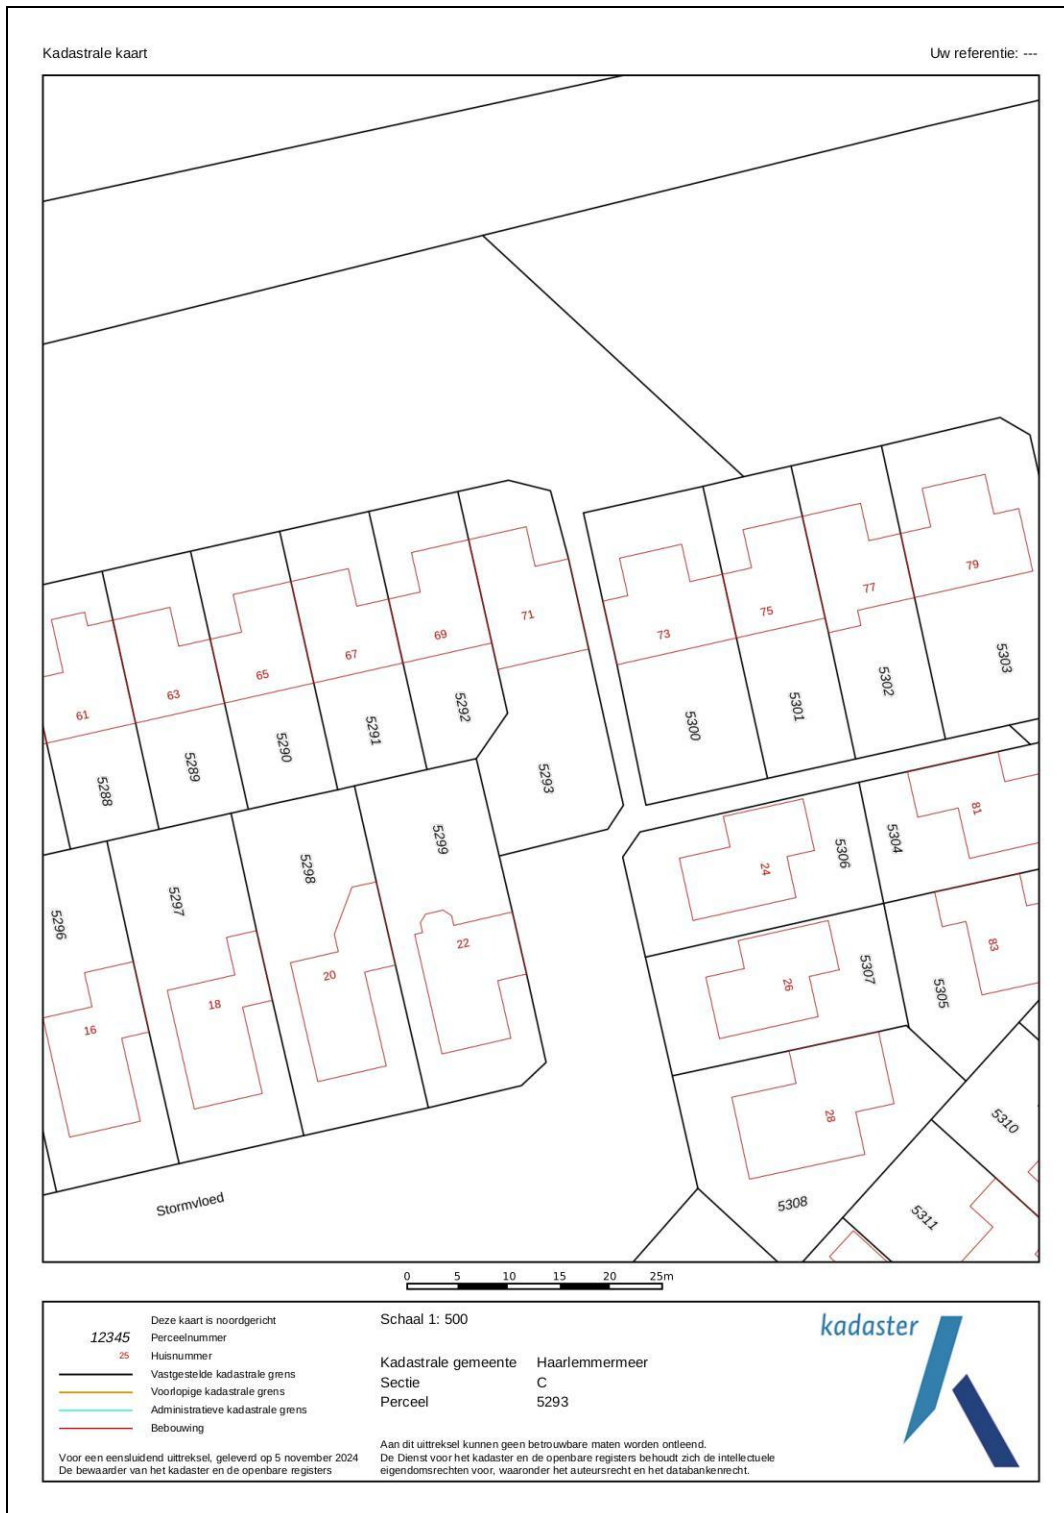 Kadastrale kaart
Uw referentie: ---
61
63
65
67
69
71
73
75
77
79
5288
5289
5290
5291
5292
5293
5300
5301
5302
5303
5296
5297
5298
5299
5306
5304
81
24
16
18
20
22
26
5307
5305
83
28
5308
5310
5311
Stormvloed
0 5 10 15 20 25m
Deze kaart is noordgericht
12345 Perceelnummer
25 Huisnummer
Vastgestelde kadastrale grens
Voorlopige kadastrale grens
Administratieve kadastrale grens
Bebouwing
Voor een eensluidend uittreksel, geleverd op 5 november 2024
De bewaarder van het kadaster en de openbare registers
Schaal 1: 500
Kadastrale gemeente Haarlemmermeer
Sectie C
Perceel 5293
Aan dit uittreksel kunnen geen betrouwbare maten worden ontleend.
De Dienst voor het kadaster en de openbare registers behoudt zich de intellectuele
eigendomsrechten voor, waaronder het auteursrecht en het databankenrecht.
kadaster